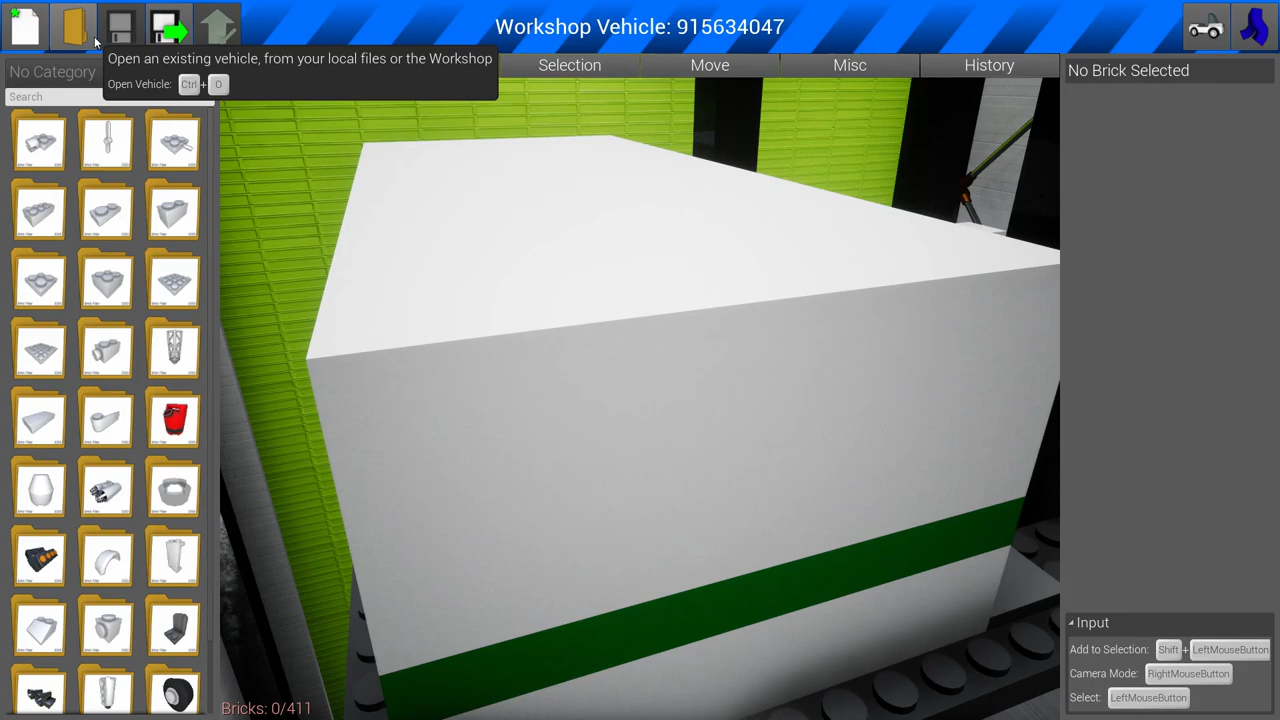 Workshop Vehicle: 915634047
Open an existing vehicle, from your local files or the Workshop
Open Vehicle: Ctrl + O
No Category
Search
Selection
Move
Misc
History
No Brick Selected
Input
Add to Selection: Shift + LeftMouseButton
Camera Mode: RightMouseButton
Select: LeftMouseButton
Bricks: 0/411